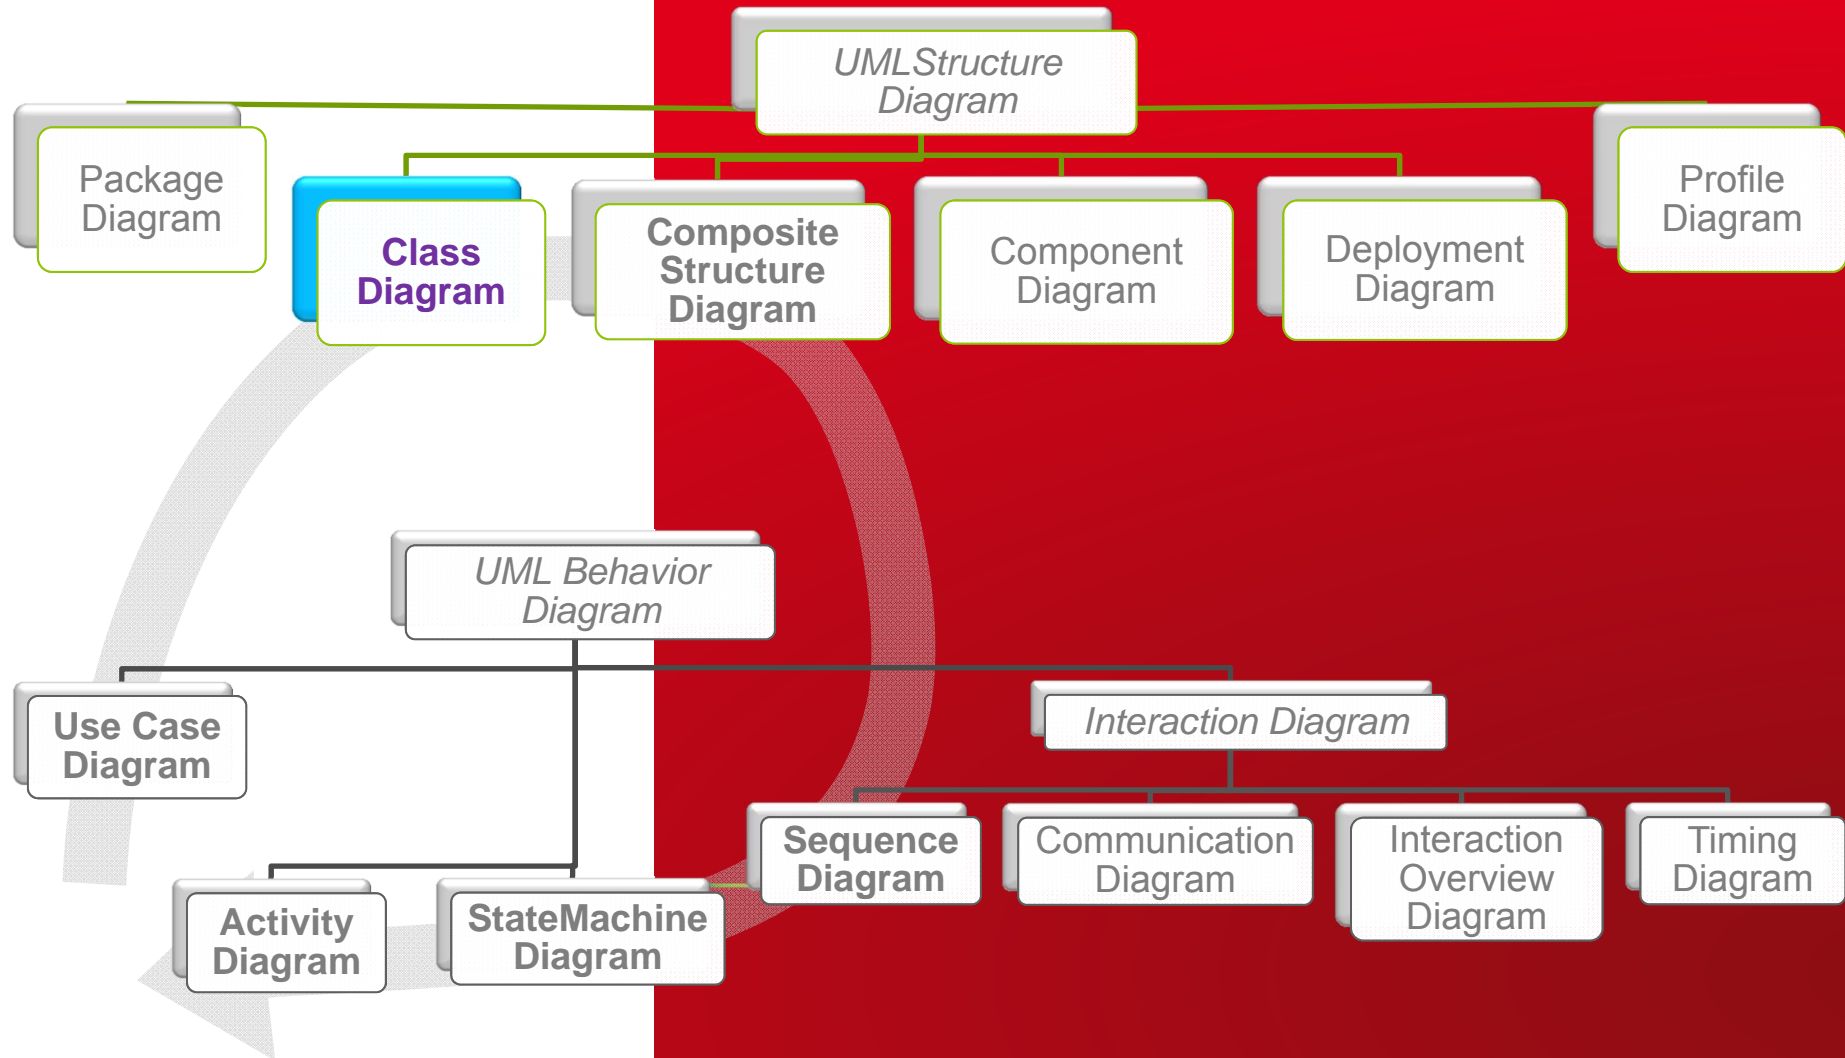 UMLStructure
Diagram
Package
Diagram
Class
Diagram
Composite
Structure
Diagram
Component
Diagram
Deployment
Diagram
Profile
Diagram
UML Behavior
Diagram
Use Case
Diagram
Interaction Diagram
Activity
Diagram
StateMachine
Diagram
Sequence
Diagram
Communication
Diagram
Interaction
Overview
Diagram
Timing
Diagram